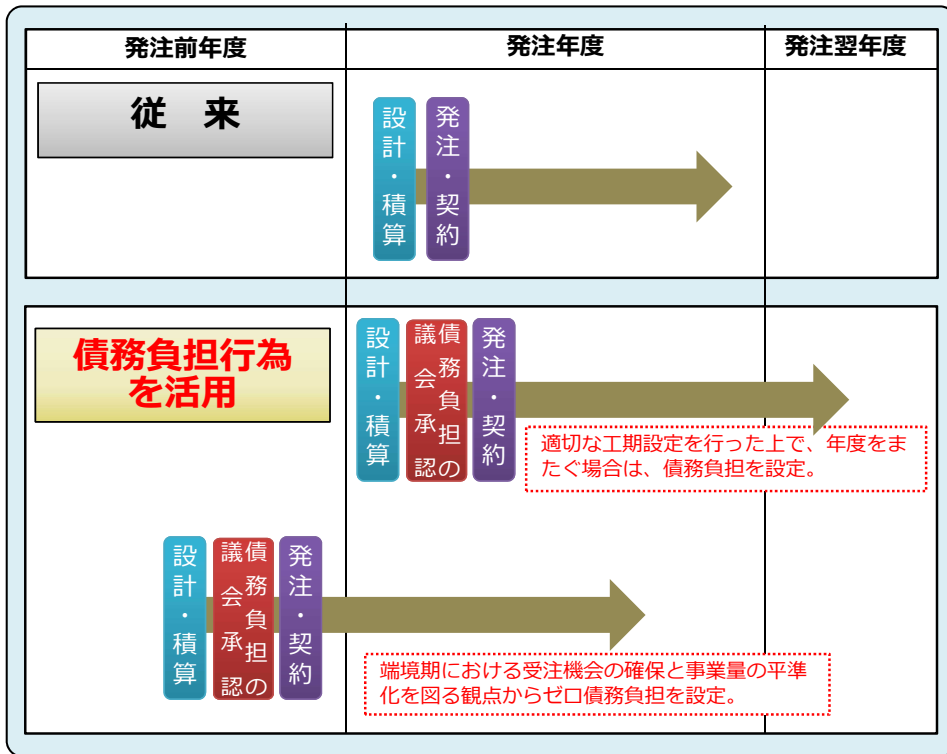 発注前年度
発注年度
発注翌年度
従　来
設計・積算
発注・契約
債務負担行為
を活用
設計・積算
債務負担の
議会承認
発注・契約
適切な工期設定を行った上で、年度をま
たぐ場合は、債務負担を設定。
設計・積算
債務負担の
議会承認
発注・契約
端境期における受注機会の確保と事業量の平準
化を図る観点からゼロ債務負担を設定。